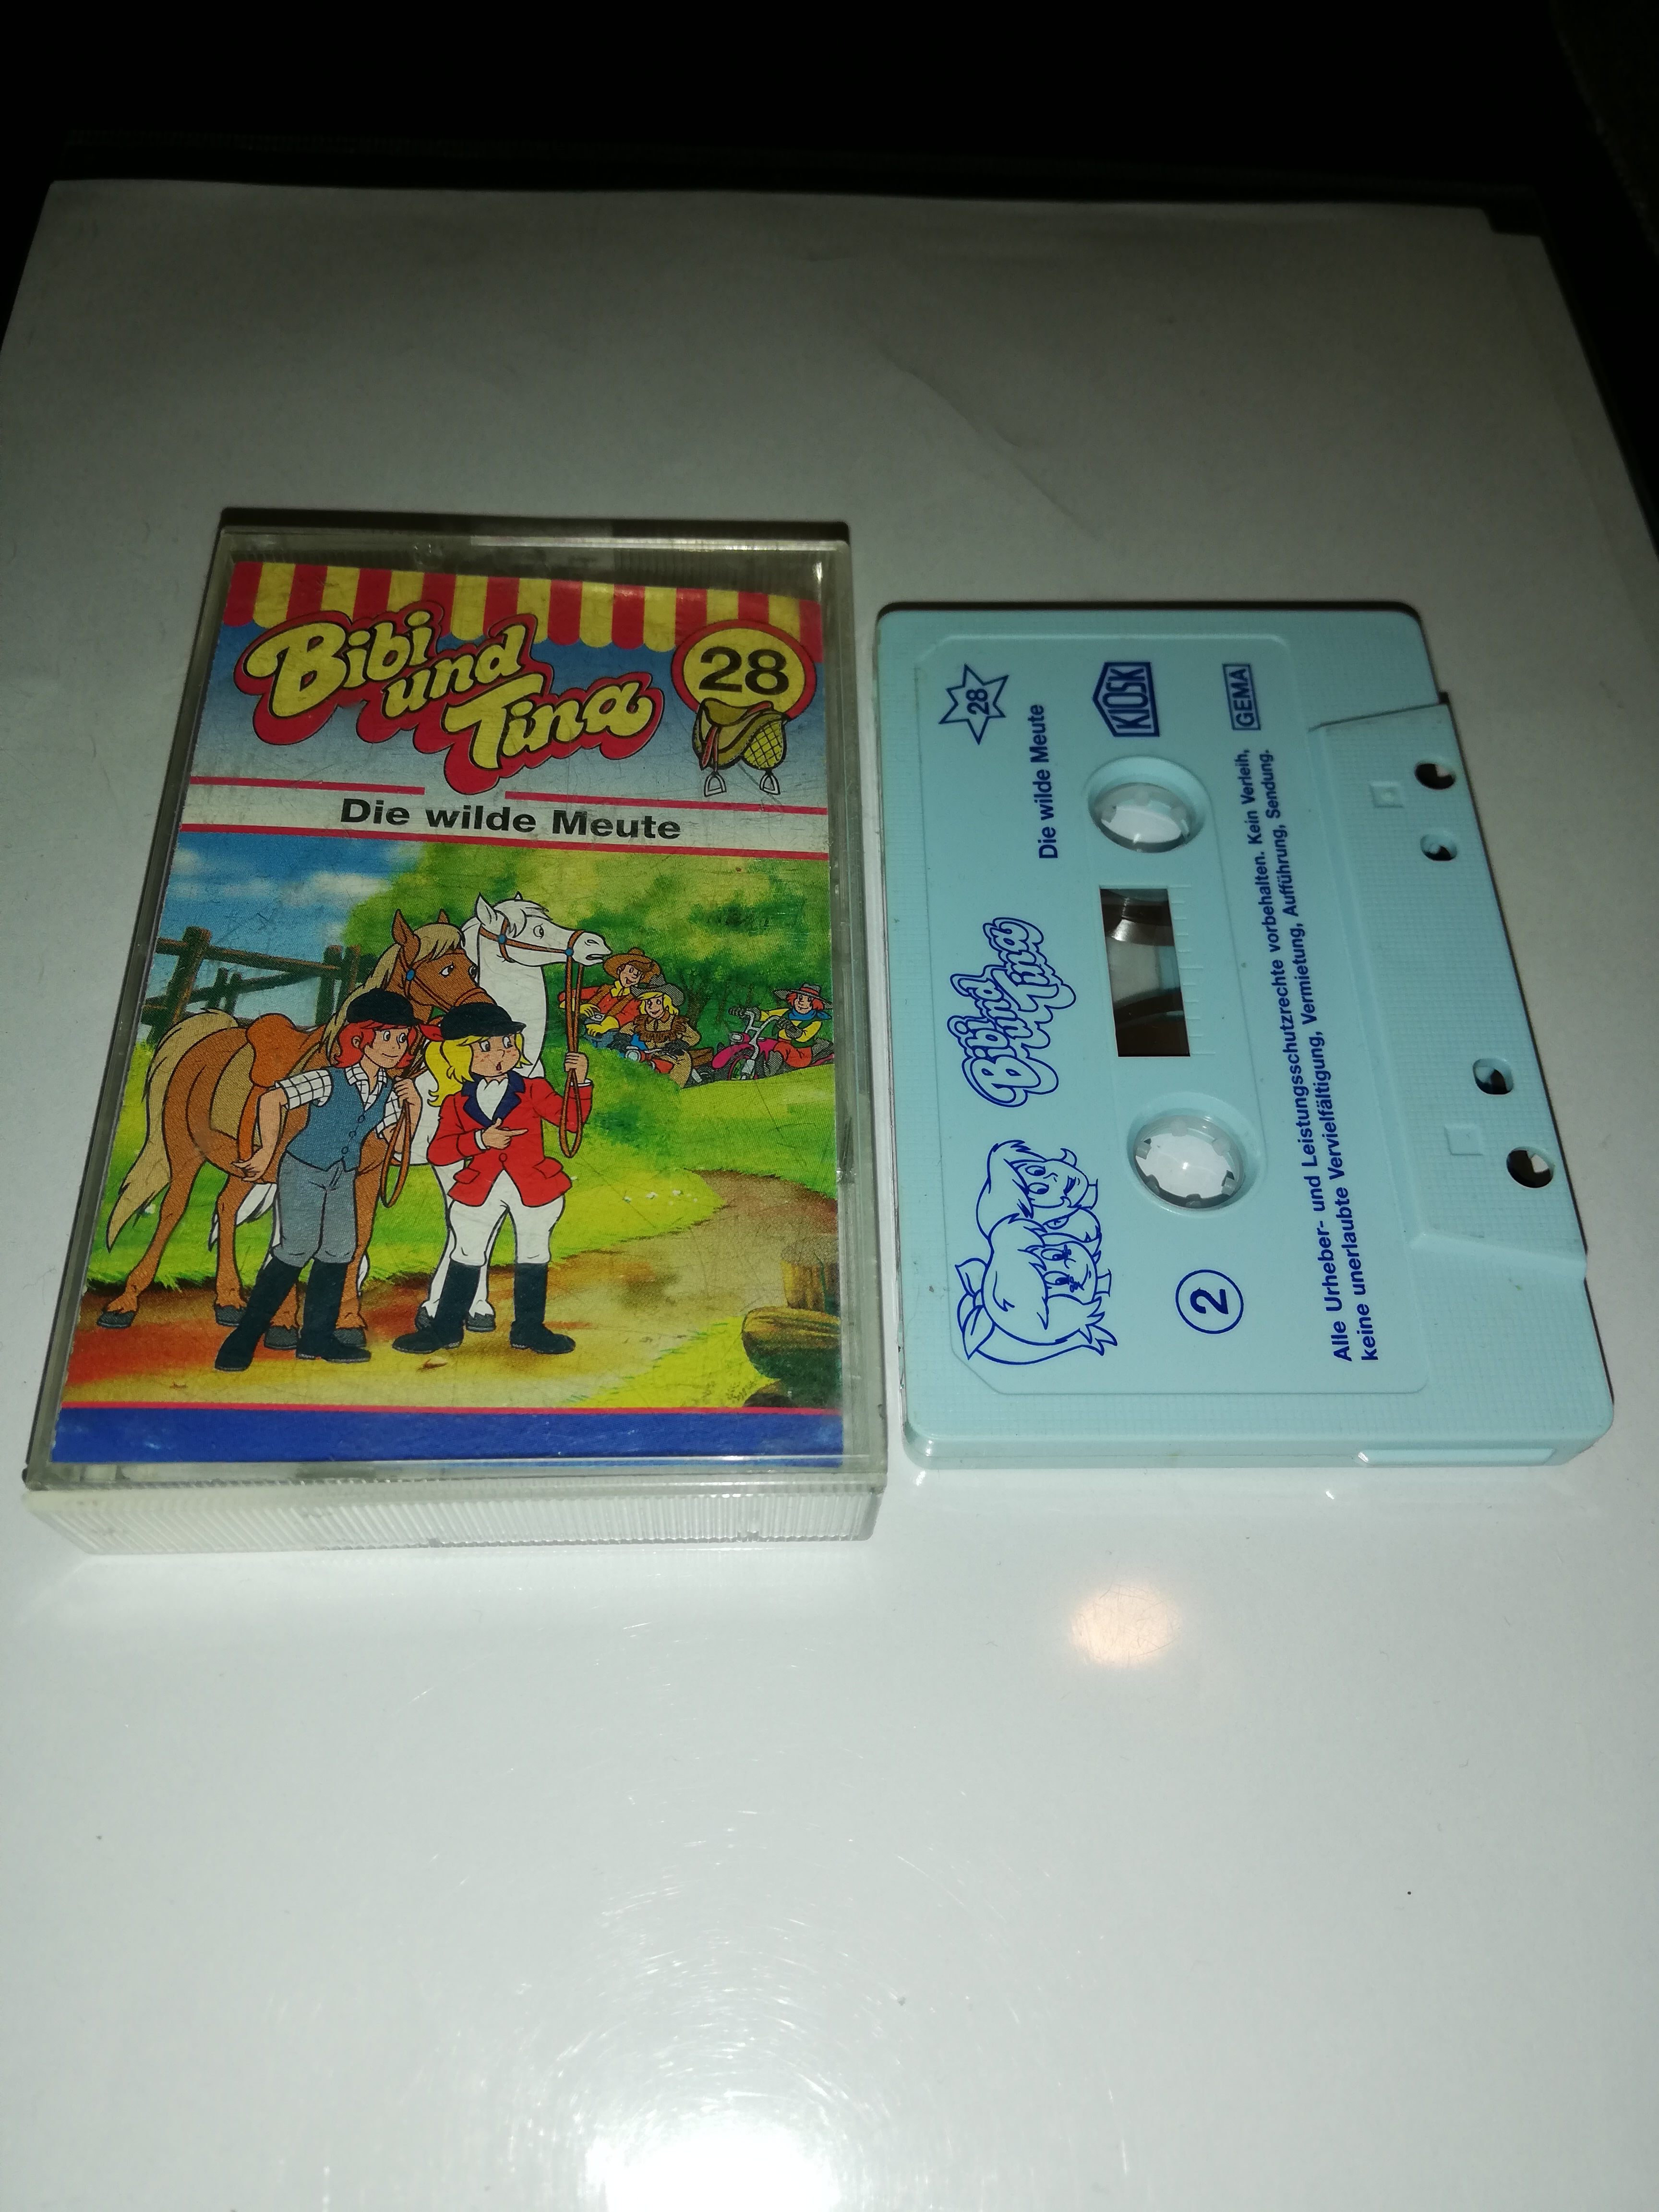 Bibi
und
Tina
28
Die wilde Meute
28
Die wilde Meute
KIOSK
GEMA
Bibi
und
Tina
2
Alle Urheber- und Leistungsschutzrechte vorbehalten. Kein Verleih,
keine unerlaubte Vervielfältigung, Vermietung, Aufführung, Sendung.